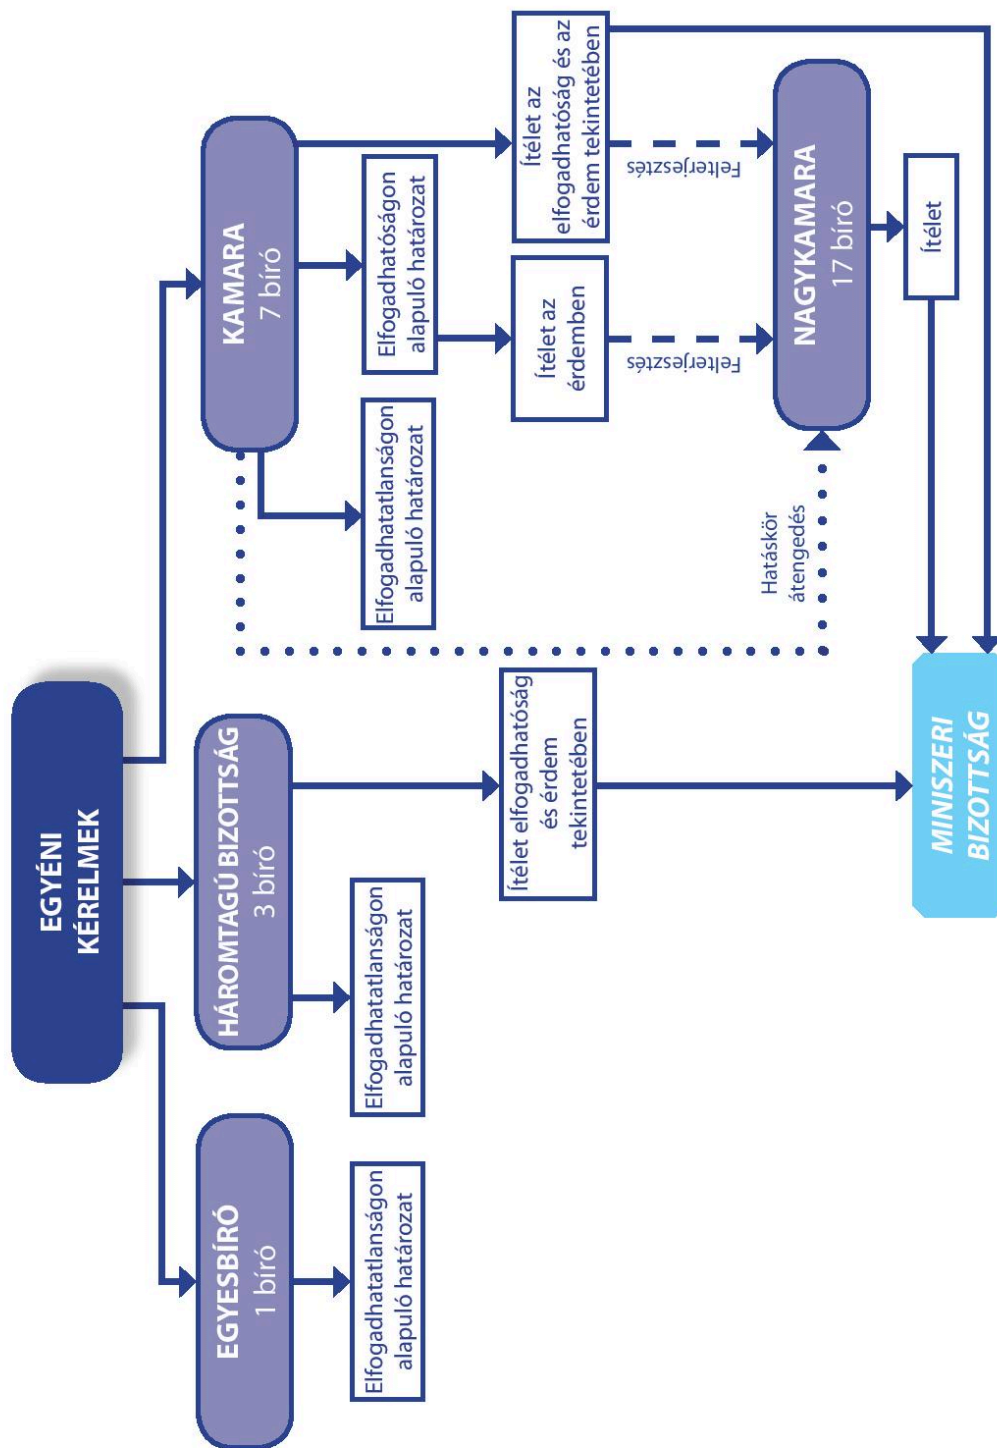 EGYÉNI
KÉRELMEK
EGYESBÍRÓ
1 bíró
HÁROMTAGÚ BIZOTTSÁG
3 bíró
KAMARA
7 bíró
Elfogadhatatlanságon
alapuló határozat
Elfogadhatatlanságon
alapuló határozat
Elfogadhatatlanságon
alapuló határozat
Elfogadhatóságon
alapuló határozat
Ítélet elfogadhatóság
és érdem
tekintetében
Ítélet az
érdemben
Ítélet az
elfogadhatóság és az
érdem tekintetében
Felterjesztés
Felterjesztés
Hatáskör
átengedés
NAGYKAMARA
17 bíró
Ítélet
MINISZERI
BIZOTTSÁG